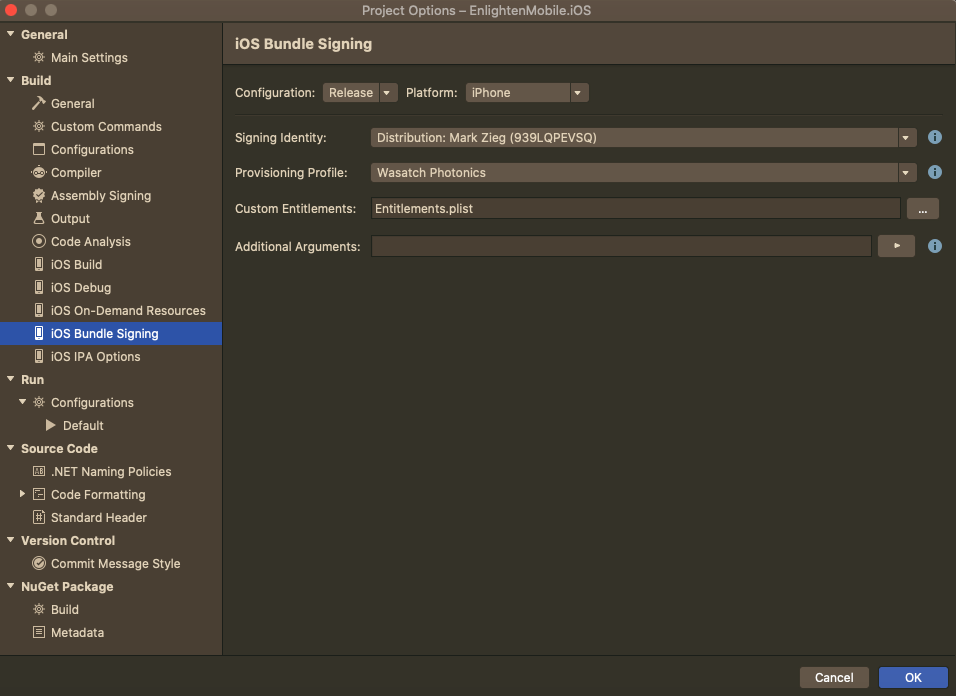 Project Options – EnlightenMobile.iOS
General
Main Settings
Build
General
Custom Commands
Configurations
Compiler
Assembly Signing
Output
Code Analysis
iOS Build
iOS Debug
iOS On-Demand Resources
iOS Bundle Signing
iOS IPA Options
Run
Configurations
Default
Source Code
.NET Naming Policies
Code Formatting
Standard Header
Version Control
Commit Message Style
NuGet Package
Build
Metadata
iOS Bundle Signing
Configuration: Release Platform: iPhone
Signing Identity: Distribution: Mark Zieg (939LQPEVSQ)
Provisioning Profile: Wasatch Photonics
Custom Entitlements: Entitlements.plist ...
Additional Arguments:
Cancel OK